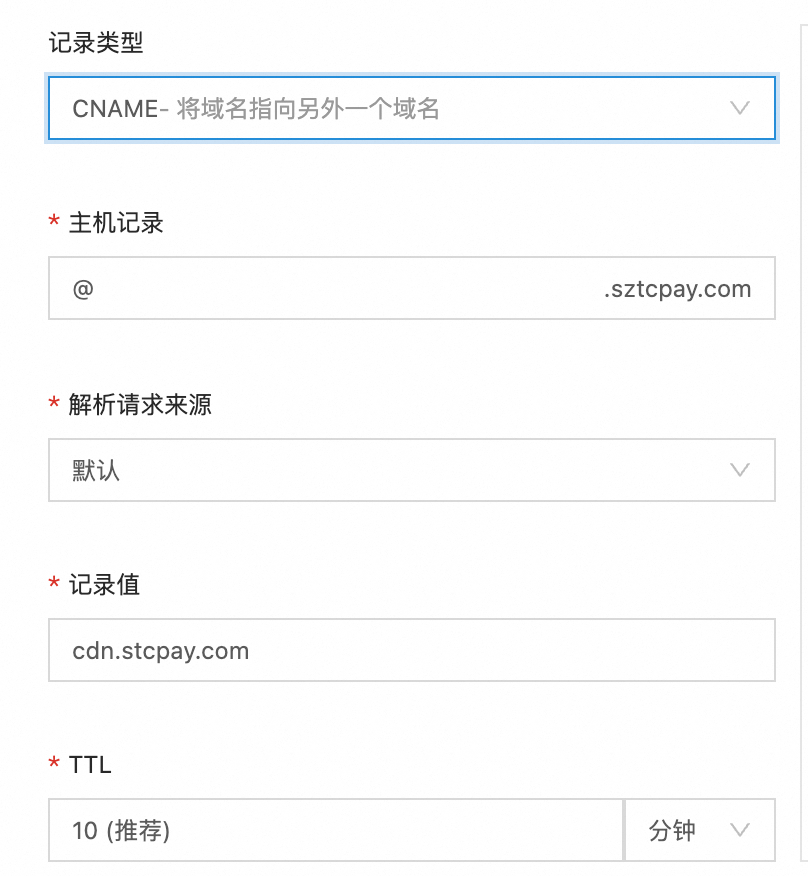 记录类型
CNAME- 将域名指向另外一个域名
* 主机记录
@ .sztcpay.com
* 解析请求来源
默认
* 记录值
cdn.stcpay.com
* TTL
10 (推荐) 分钟